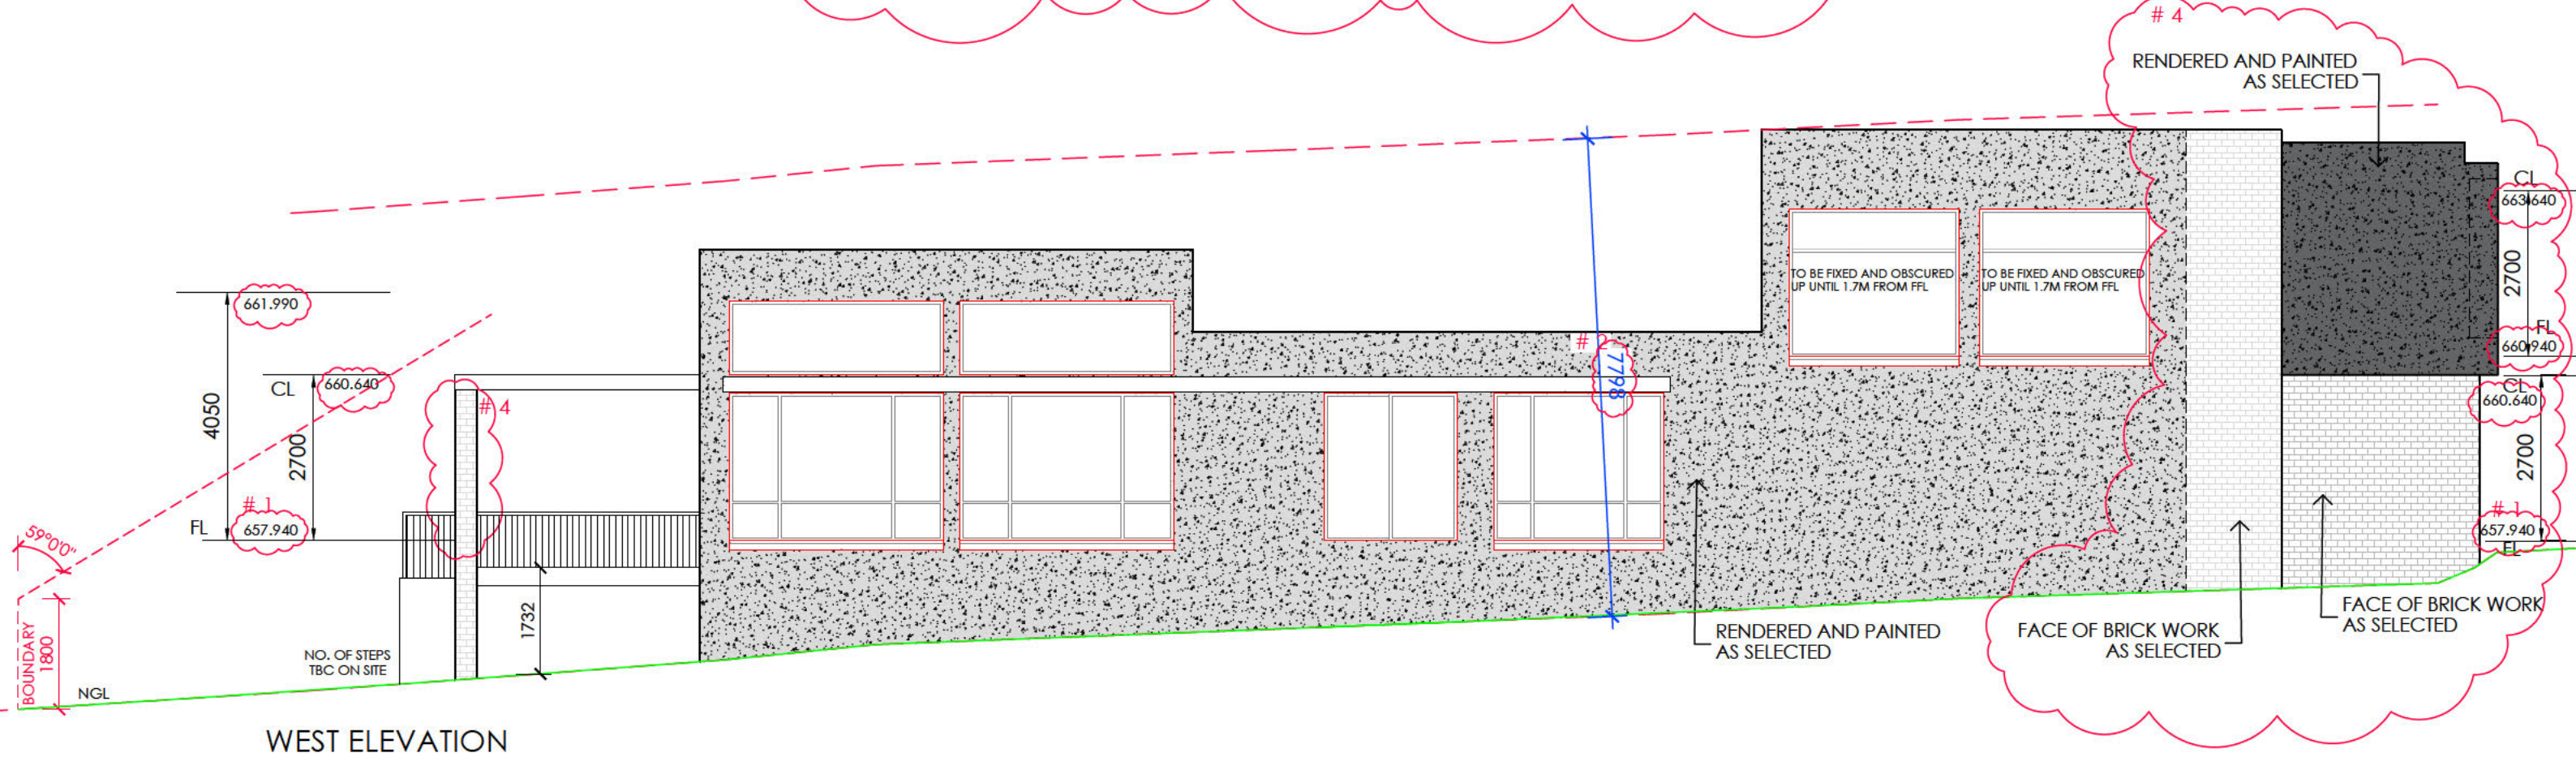 # 4
RENDERED AND PAINTED
AS SELECTED
CL
663.640
2700
FL
660.940
CL
660.640
2700
# 1
657.940
FL
TO BE FIXED AND OBSCURED
UP UNTIL 1.7M FROM FFL
TO BE FIXED AND OBSCURED
UP UNTIL 1.7M FROM FFL
661.990
4050
CL
660.640
2700
# 4
# 2
7798
# 1
FL
657.940
59°0'0"
BOUNDARY
1800
NGL
NO. OF STEPS
TBC ON SITE
1732
RENDERED AND PAINTED
AS SELECTED
FACE OF BRICK WORK
AS SELECTED
FACE OF BRICK WORK
AS SELECTED
WEST ELEVATION